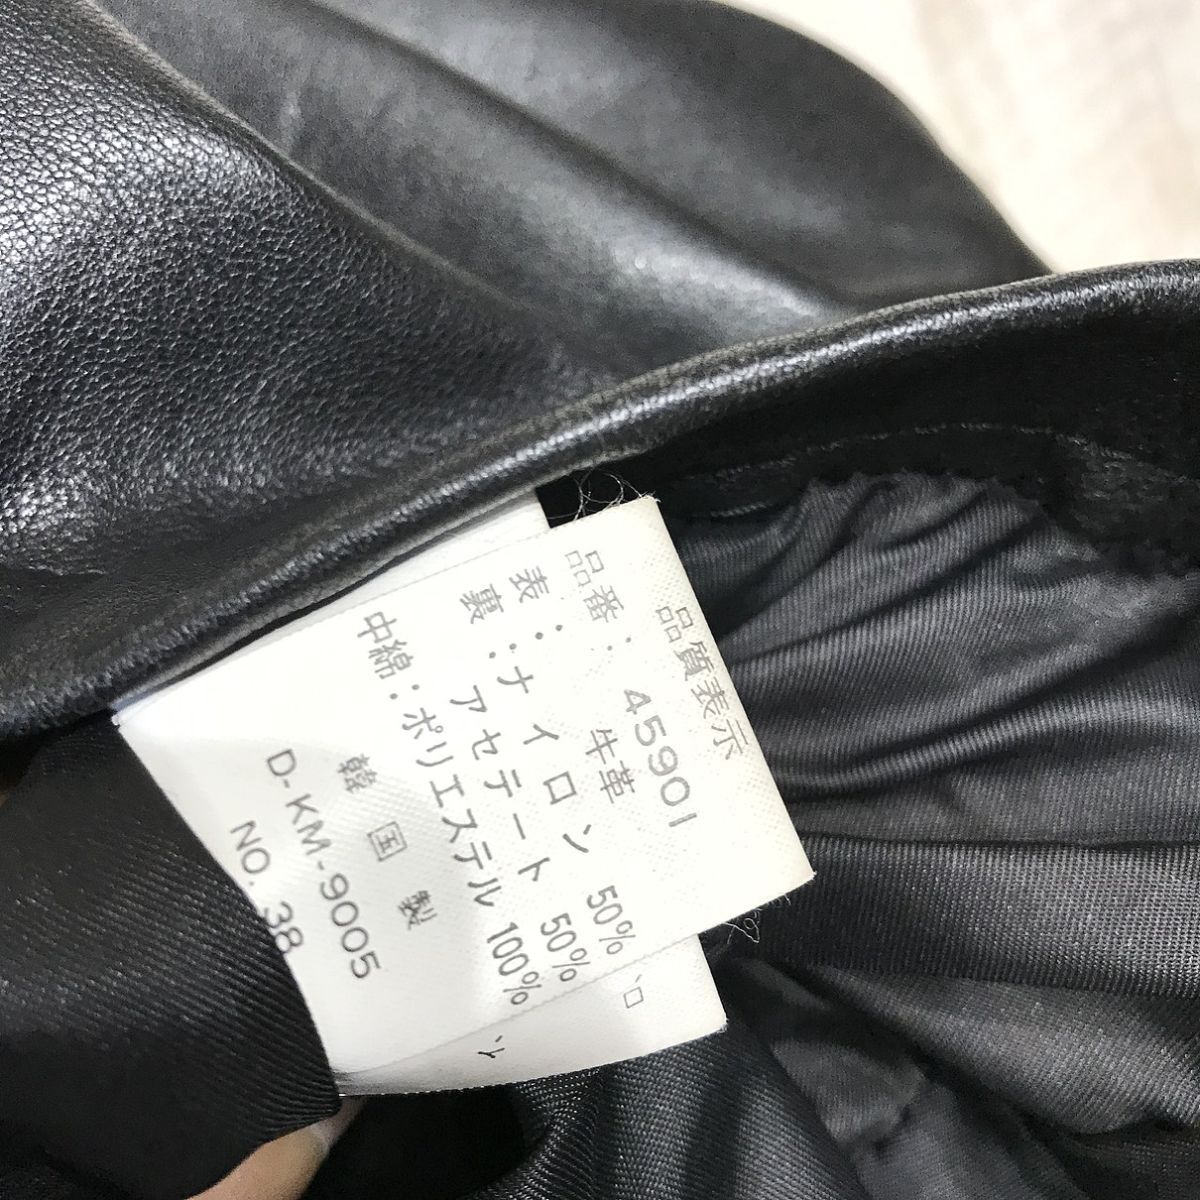 品質表示
品番: 45901
表: 牛革
裏: ナイロン 50%
アセテート 50%
中綿: ポリエステル 100%
韓国製
D-KM-9005
NO. 38